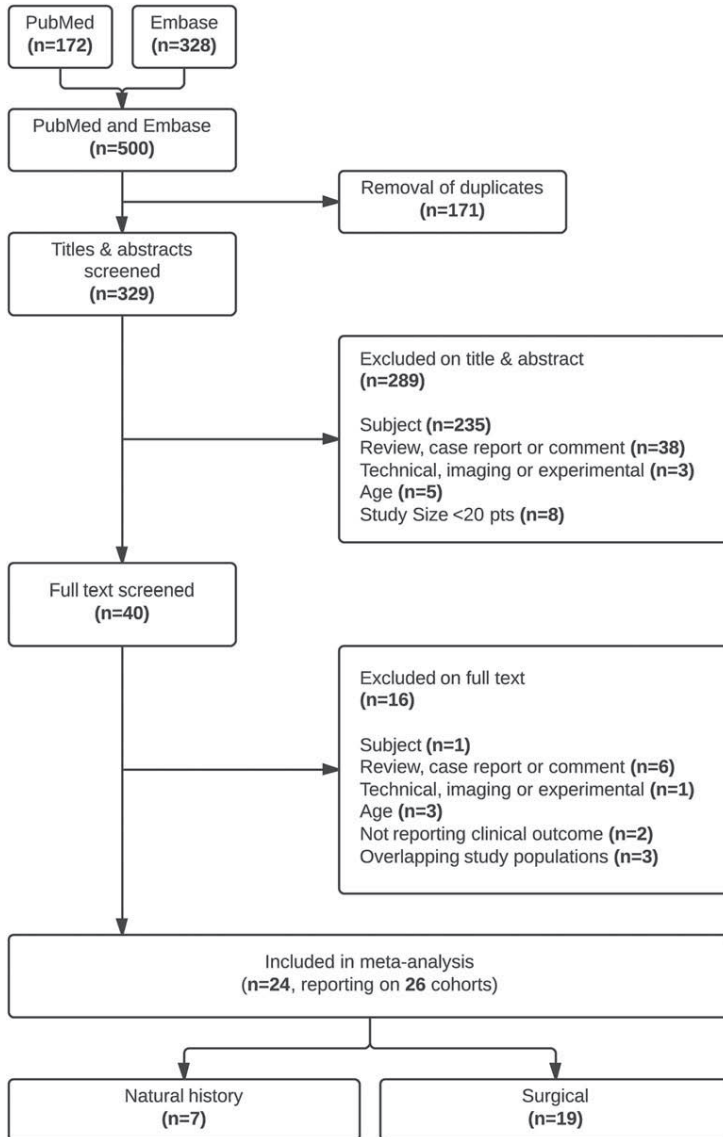 PubMed
(n=172)
Embase
(n=328)
PubMed and Embase
(n=500)
Removal of duplicates
(n=171)
Titles & abstracts
screened
(n=329)
Excluded on title & abstract
(n=289)
Subject (n=235)
Review, case report or comment (n=38)
Technical, imaging or experimental (n=3)
Age (n=5)
Study Size <20 pts (n=8)
Full text screened
(n=40)
Excluded on full text
(n=16)
Subject (n=1)
Review, case report or comment (n=6)
Technical, imaging or experimental (n=1)
Age (n=3)
Not reporting clinical outcome (n=2)
Overlapping study populations (n=3)
Included in meta-analysis
(n=24, reporting on 26 cohorts)
Natural history
(n=7)
Surgical
(n=19)